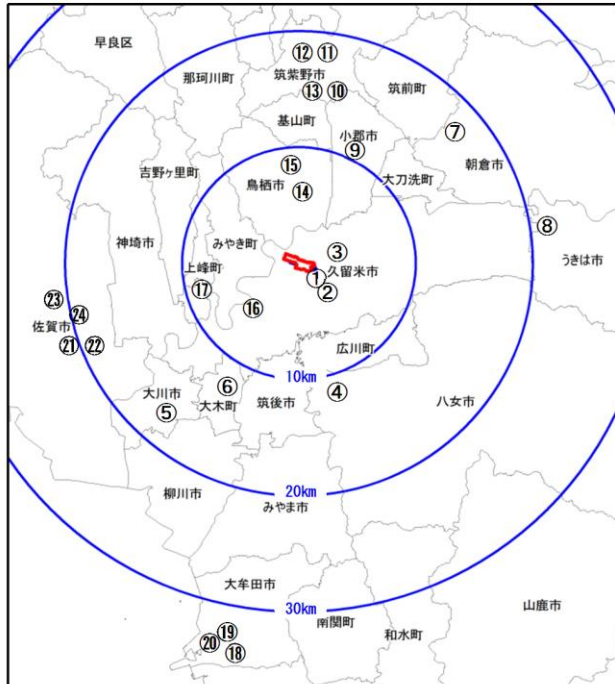 早良区
那珂川町
⑫ ⑪
筑紫野市
⑬ ⑩
筑前町
⑦
基山町
小郡市
⑨
朝倉市
吉野ヶ里町
⑮
鳥栖市
⑭
大刀洗町
⑧
うきは市
神埼市
みやき町
③
久留米市
上峰町
①
②
⑰
⑯
㉓
㉔
佐賀市
㉑ ㉒
広川町
10km
④
⑥
大川市
⑤
大木町
筑後市
八女市
柳川市
20km
みやま市
大牟田市
30km
南関町
和水町
山鹿市
⑲
⑳
⑱